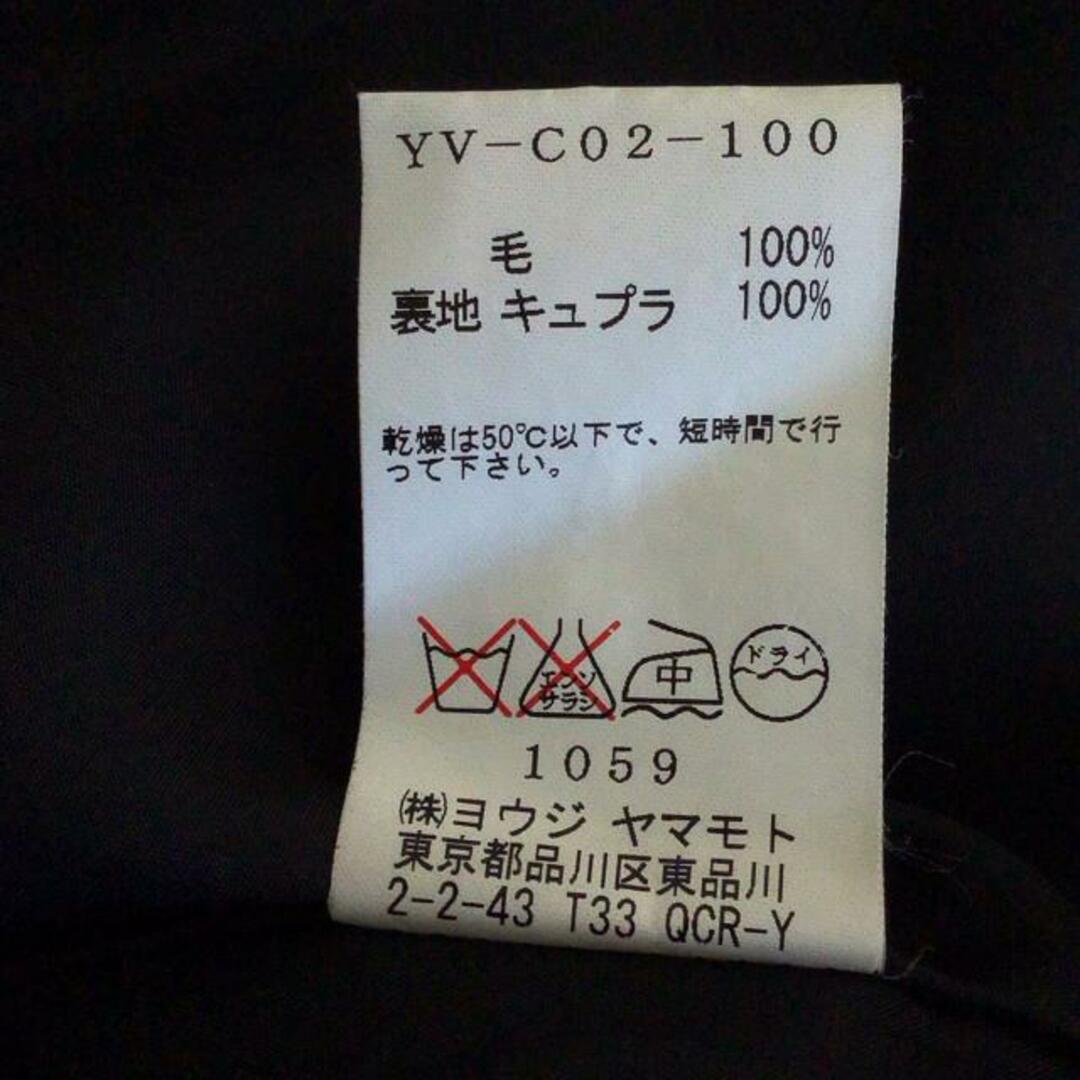 YV-C02-100
毛 100%
裏地 キュプラ 100%
乾燥は50℃以下で、短時間で行
って下さい。
エンソ
サラシ
中
ドライ
1059
㈱ヨウジ ヤマモト
東京都品川区東品川
2-2-43 T33 QCR-Y